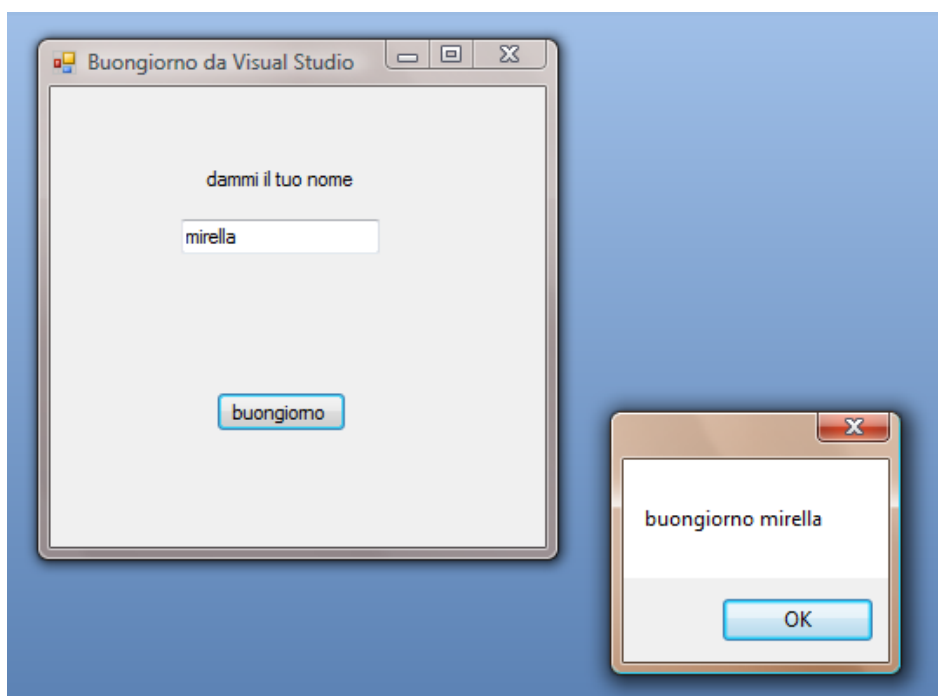 Buongiorno da Visual Studio
dammi il tuo nome
mirella
buongiorno
buongiorno mirella
OK